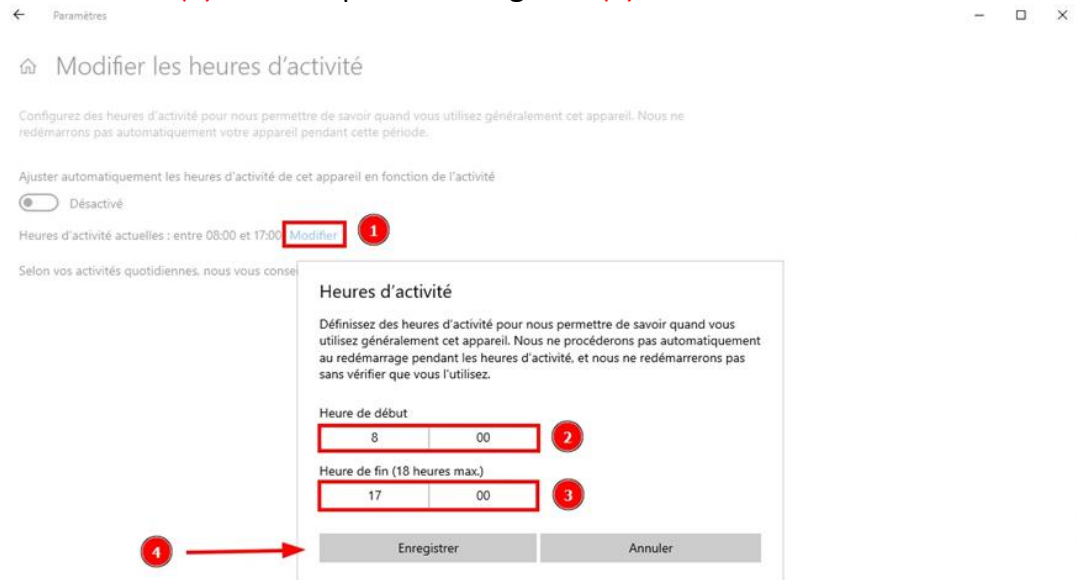 Paramètres
Modifier les heures d'activité
Configurez des heures d'activité pour nous permettre de savoir quand vous utilisez généralement cet appareil. Nous ne
redémarrons pas automatiquement votre appareil pendant cette période.
Ajuster automatiquement les heures d'activité de cet appareil en fonction de l'activité
Désactivé
Heures d'activité actuelles : entre 08:00 et 17:00 Modifier 1
Selon vos activités quotidiennes, nous vous conse
Heures d'activité
Définissez des heures d'activité pour nous permettre de savoir quand vous
utilisez généralement cet appareil. Nous ne procéderons pas automatiquement
au redémarrage pendant les heures d'activité, et nous ne redémarrerons pas
sans vérifier que vous l'utilisez.
Heure de début
8 00 2
Heure de fin (18 heures max.)
17 00 3
4 Enregistrer Annuler